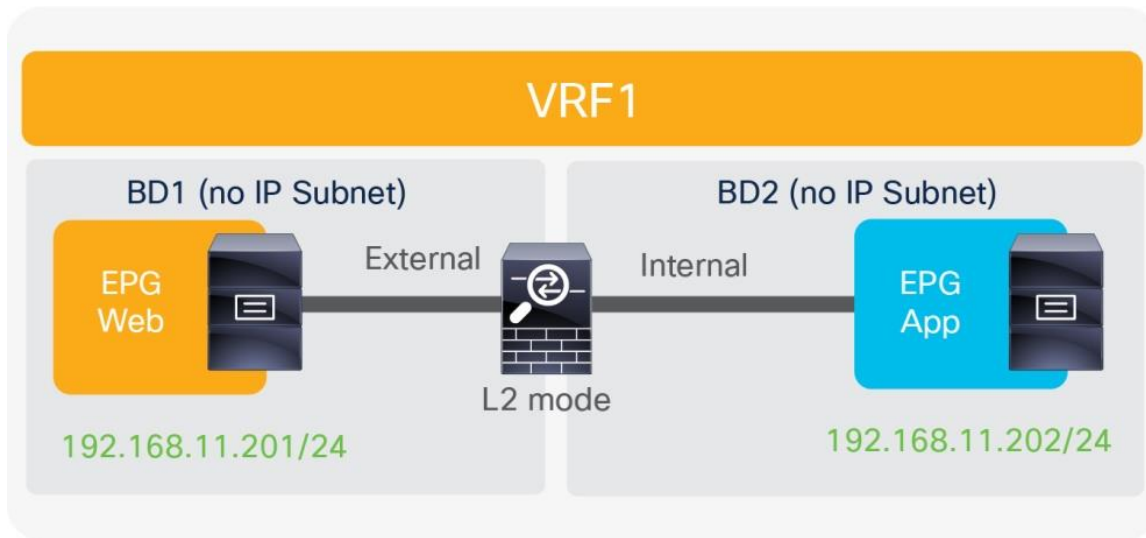 VRF1
BD1 (no IP Subnet)
BD2 (no IP Subnet)
EPG
Web
External
Internal
EPG
App
L2 mode
192.168.11.201/24
192.168.11.202/24